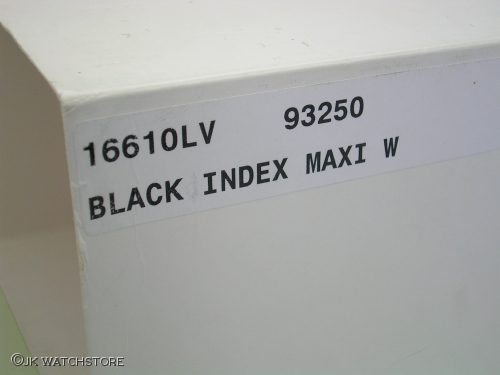 16610LV 93250
BLACK INDEX MAXI W
©JK WATCHSTORE